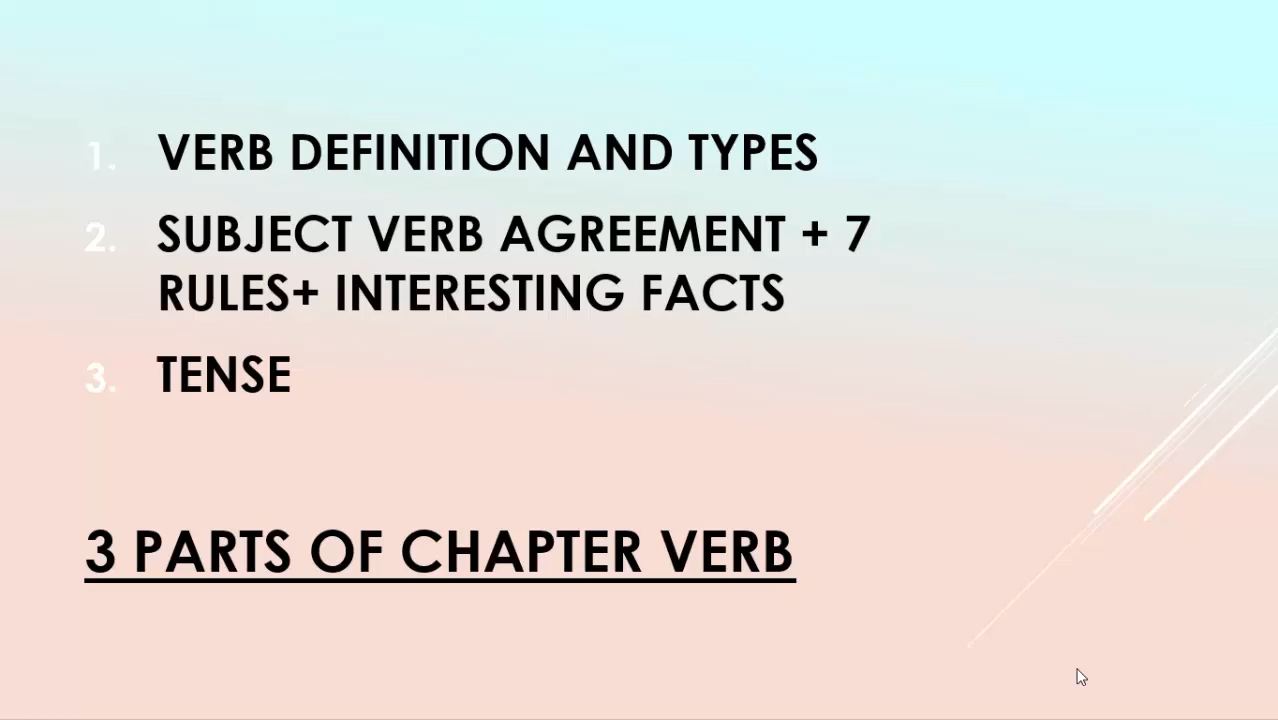 1. VERB DEFINITION AND TYPES
2. SUBJECT VERB AGREEMENT + 7
RULES+ INTERESTING FACTS
3. TENSE
3 PARTS OF CHAPTER VERB